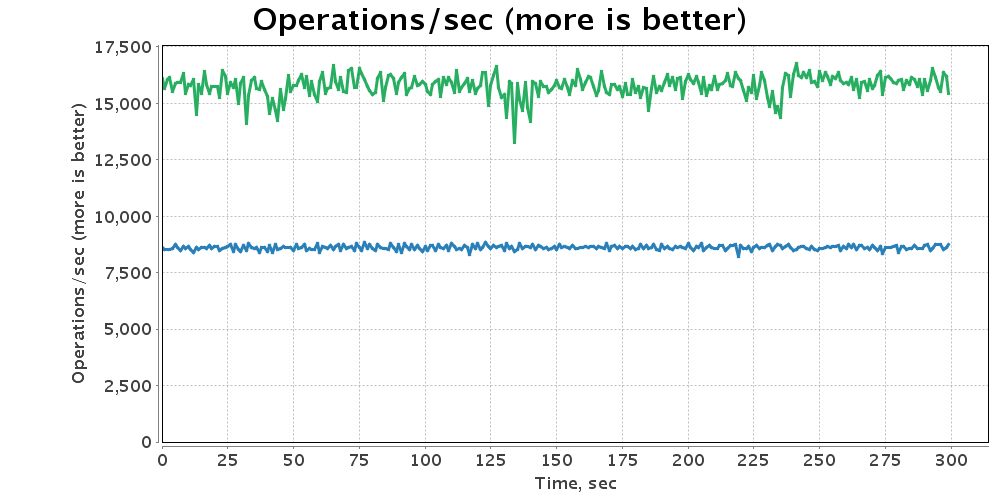 Operations/sec (more is better)
Operations/sec (more is better)
17,500
15,000
12,500
10,000
7,500
5,000
2,500
0
0 25 50 75 100 125 150 175 200 225 250 275 300
Time, sec